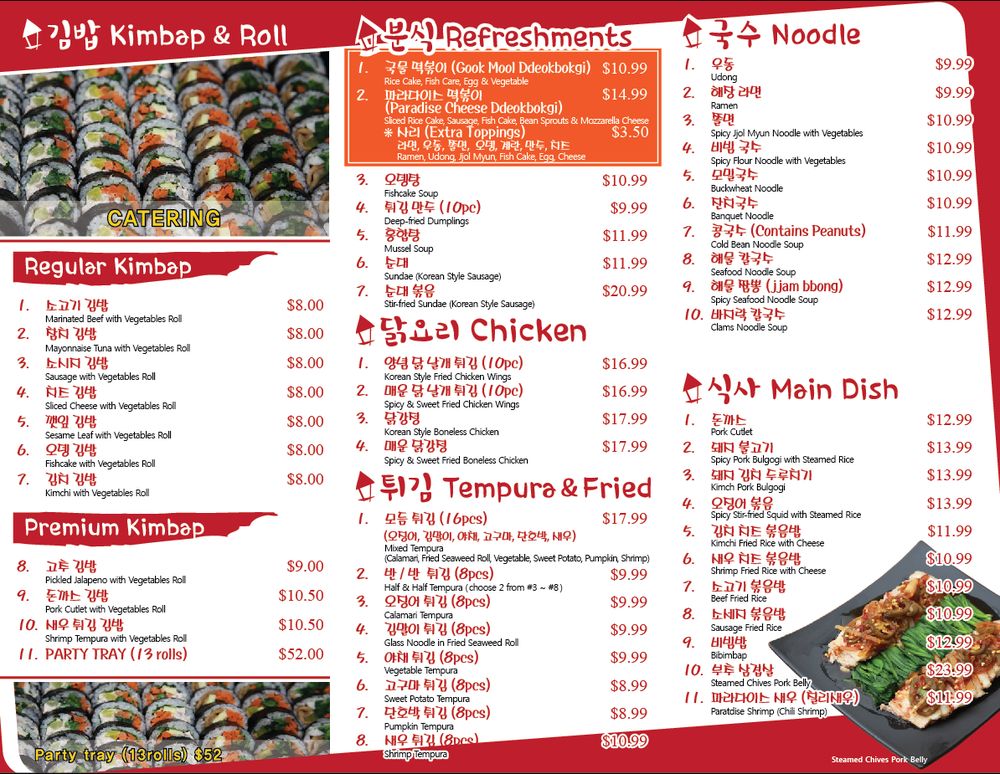 김밥 Kimbap & Roll
CATERING
Regular Kimbap
1. 소고기 김밥 $8.00
Marinated Beef with Vegetables Roll
2. 참치 김밥 $8.00
Mayonnaise Tuna with Vegetables Roll
3. 소시지 김밥 $8.00
Sausage with Vegetables Roll
4. 치즈 김밥 $8.00
Sliced Cheese with Vegetables Roll
5. 깻잎 김밥 $8.00
Sesame Leaf with Vegetables Roll
6. 오뎅 김밥 $8.00
Fishcake with Vegetables Roll
7. 김치 김밥 $8.00
Kimchi with Vegetables Roll
Premium Kimbap
8. 고추 김밥 $9.00
Pickled Jalapeno with Vegetables Roll
9. 돈까스 김밥 $10.50
Pork Cutlet with Vegetables Roll
10. 새우 튀김 김밥 $10.50
Shrimp Tempura with Vegetables Roll
11. PARTY TRAY (13 rolls) $52.00
Party tray (13rolls) $52
분식 Refreshments
1. 국물 떡볶이 (Gook Mool Ddeokbokgi) $10.99
Rice Cake, Fish Care, Egg & Vegetable
2. 파라다이스 떡볶이 $14.99
(Paradise Cheese Ddeokbokgi)
Sliced Rice Cake, Sausage, Fish Cake, Bean Sprouts & Mozzarella Cheese
※ 사리 (Extra Toppings) $3.50
라면, 우동, 쫄면, 오뎅, 계란, 만두, 치즈
Ramen, Udong, Jjol Myun, Fish Cake, Egg, Cheese
3. 오뎅탕 $10.99
Fishcake Soup
4. 튀김 만두 (10pc) $9.99
Deep-fried Dumplings
5. 홍합탕 $11.99
Mussel Soup
6. 순대 $11.99
Sundae (Korean Style Sausage)
7. 순대 볶음 $20.99
Stir-fried Sundae (Korean Style Sausage)
닭요리 Chicken
1. 양념 닭 날개 튀김 (10pc) $16.99
Korean Style Fried Chicken Wings
2. 매운 닭 날개 튀김 (10pc) $16.99
Spicy & Sweet Fried Chicken Wings
3. 닭강정 $17.99
Korean Style Boneless Chicken
4. 매운 닭강정 $17.99
Spicy & Sweet Fried Boneless Chicken
튀김 Tempura & Fried
1. 모듬 튀김 (16pcs) $17.99
(오징어, 김말이, 야채, 고구마, 단호박, 새우)
Mixed Tempura
(Calamari, Fried Seaweed Roll, Vegetable, Sweet Potato, Pumpkin, Shrimp)
2. 반 / 반 튀김 (8pcs) $9.99
Half & Half Tempura (choose 2 from #3 ~ #8)
3. 오징어 튀김 (8pcs) $9.99
Calamari Tempura
4. 김말이 튀김 (8pcs) $9.99
Glass Noodle in Fried Seaweed Roll
5. 야채 튀김 (8pcs) $9.99
Vegetable Tempura
6. 고구마 튀김 (8pcs) $8.99
Sweet Potato Tempura
7. 단호박 튀김 (8pcs) $8.99
Pumpkin Tempura
8. 새우 튀김 (8pcs) $10.99
Shrimp Tempura
국수 Noodle
1. 우동 $9.99
Udong
2. 해장 라면 $9.99
Ramen
3. 쫄면 $10.99
Spicy Jjol Myun Noodle with Vegetables
4. 비빔 국수 $10.99
Spicy Flour Noodle with Vegetables
5. 모밀국수 $10.99
Buckwheat Noodle
6. 잔치국수 $10.99
Banquet Noodle
7. 콩국수 (Contains Peanuts) $11.99
Cold Bean Noodle Soup
8. 해물 칼국수 $12.99
Seafood Noodle Soup
9. 해물 짬뽕 (jjam bbong) $12.99
Spicy Seafood Noodle Soup
10. 바지락 칼국수 $12.99
Clams Noodle Soup
식사 Main Dish
1. 돈까스 $12.99
Pork Cutlet
2. 돼지 불고기 $13.99
Spicy Pork Bulgogi with Steamed Rice
3. 돼지 김치 두루치기 $13.99
Kimch Pork Bulgogi
4. 오징어 볶음 $13.99
Spicy Stir-fried Squid with Steamed Rice
5. 김치 치즈 볶음밥 $11.99
Kimchi Fried Rice with Cheese
6. 새우 치즈 볶음밥 $10.99
Shrimp Fried Rice with Cheese
7. 소고기 볶음밥 $10.99
Beef Fried Rice
8. 소세지 볶음밥 $10.99
Sausage Fried Rice
9. 비빔밥 $12.99
Bibimbap
10. 부추 삼겹살 $23.99
Steamed Chives Pork Belly
11. 파라다이스 새우 (칠리새우) $11.99
Paratdise Shrimp (Chili Shrimp)
Steamed Chives Pork Belly